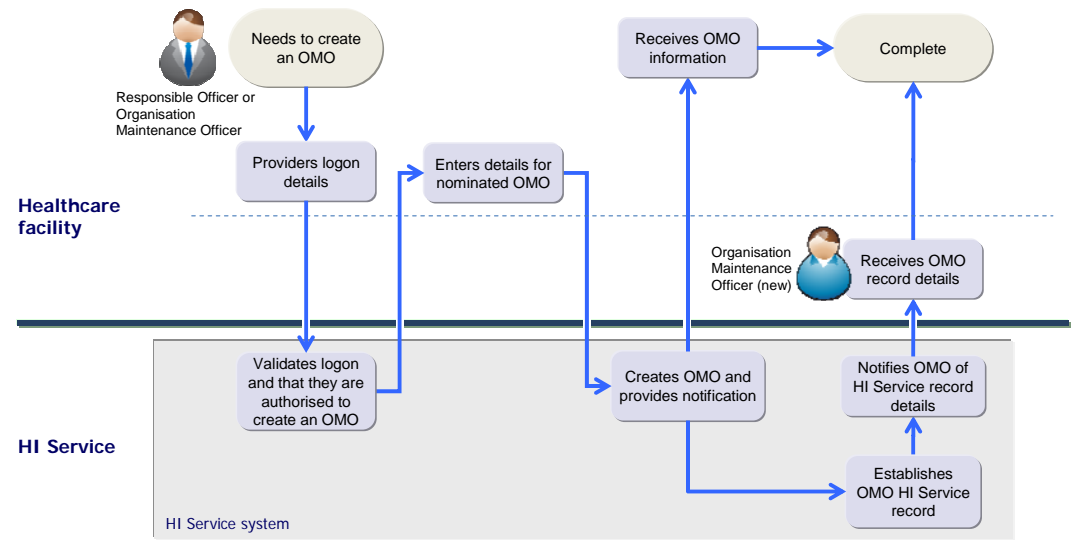 Needs to create
an OMO
Responsible Officer or
Organisation
Maintenance Officer
Receives OMO
information
Complete
Providers logon
details
Enters details for
nominated OMO
Healthcare
facility
Organisation
Maintenance
Officer (new)
Receives OMO
record details
Validates logon
and that they are
authorised to
create an OMO
Creates OMO and
provides notification
Notifies OMO of
HI Service record
details
HI Service
Establishes
OMO HI Service
record
HI Service system